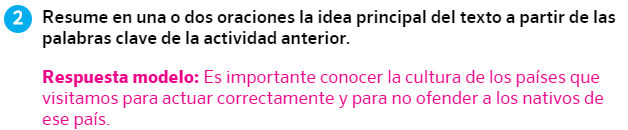 2 Resume en una o dos oraciones la idea principal del texto a partir de las
palabras clave de la actividad anterior.
Respuesta modelo: Es importante conocer la cultura de los países que
visitamos para actuar correctamente y para no ofender a los nativos de
ese país.